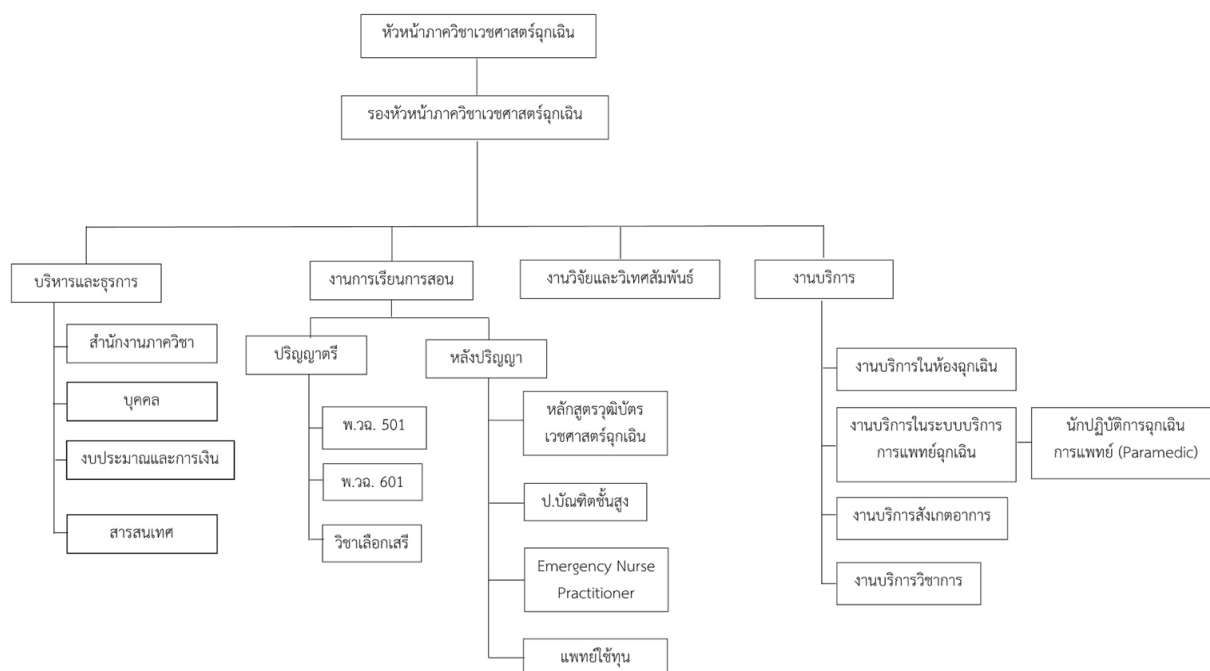 หัวหน้าภาควิชาเวชศาสตร์ฉุกเฉิน
รองหัวหน้าภาควิชาเวชศาสตร์ฉุกเฉิน
บริหารและธุรการ
สำนักงานภาควิชา
บุคคล
งบประมาณและการเงิน
สารสนเทศ
งานการเรียนการสอน
ปริญญาตรี
พ.วฉ. 501
พ.วฉ. 601
วิชาเลือกเสรี
หลังปริญญา
หลักสูตรวุฒิบัตร
เวชศาสตร์ฉุกเฉิน
ป.บัณฑิตชั้นสูง
Emergency Nurse
Practitioner
แพทย์ใช้ทุน
งานวิจัยและวิเทศสัมพันธ์
งานบริการ
งานบริการในห้องฉุกเฉิน
งานบริการในระบบบริการ
การแพทย์ฉุกเฉิน
นักปฏิบัติการฉุกเฉิน
การแพทย์ (Paramedic)
งานบริการสังเกตอาการ
งานบริการวิชาการ